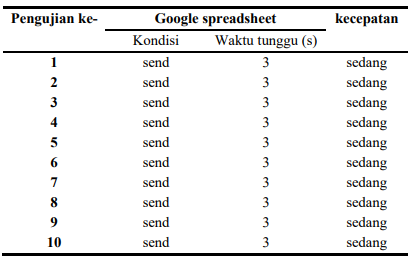 Pengujian ke- Google spreadsheet kecepatan
Kondisi Waktu tunggu (s)
1 send 3 sedang
2 send 3 sedang
3 send 3 sedang
4 send 3 sedang
5 send 3 sedang
6 send 3 sedang
7 send 3 sedang
8 send 3 sedang
9 send 3 sedang
10 send 3 sedang